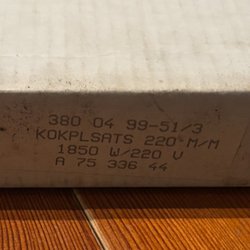 380 04 99-51/3
KOKPLSATS 220 M/M
1850 W/220 V
A 75 336 44